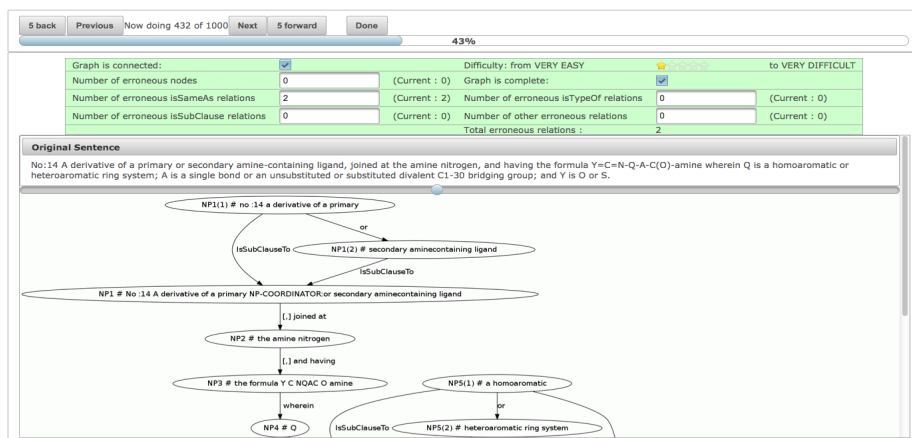 5 back Previous Now doing 432 of 1000 Next 5 forward Done
43%
Graph is connected: Difficulty: from VERY EASY to VERY DIFFICULT
Number of erroneous nodes 0 (Current : 0) Graph is complete:
Number of erroneous isSameAs relations 2 (Current : 2) Number of erroneous isTypeOf relations 0 (Current : 0)
Number of erroneous isSubClause relations 0 (Current : 0) Number of other erroneous relations 0 (Current : 0)
Total erroneous relations : 2
Original Sentence
No:14 A derivative of a primary or secondary amine-containing ligand, joined at the amine nitrogen, and having the formula Y=C=N-Q-A-C(O)-amine wherein Q is a homoaromatic or
heteroaromatic ring system; A is a single bond or an unsubstituted or substituted divalent C1-30 bridging group; and Y is O or S.
NP1(1) # no :14 a derivative of a primary
or
IsSubClauseTo NP1(2) # secondary aminecontaining ligand
IsSubClauseTo
NP1 # No :14 A derivative of a primary NP-COORDINATOR:or secondary aminecontaining ligand
[,] joined at
NP2 # the amine nitrogen
[,] and having
NP3 # the formula Y C NQAC O amine NP5(1) # a homoaromatic
wherein or
NP4 # Q IsSubClauseTo NP5(2) # heteroaromatic ring system